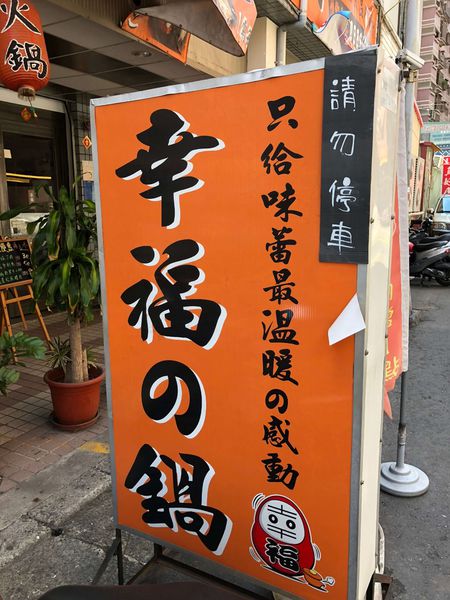 火鍋
請勿停車
只給味蕾最溫暖の感動
幸福の鍋
幸
福